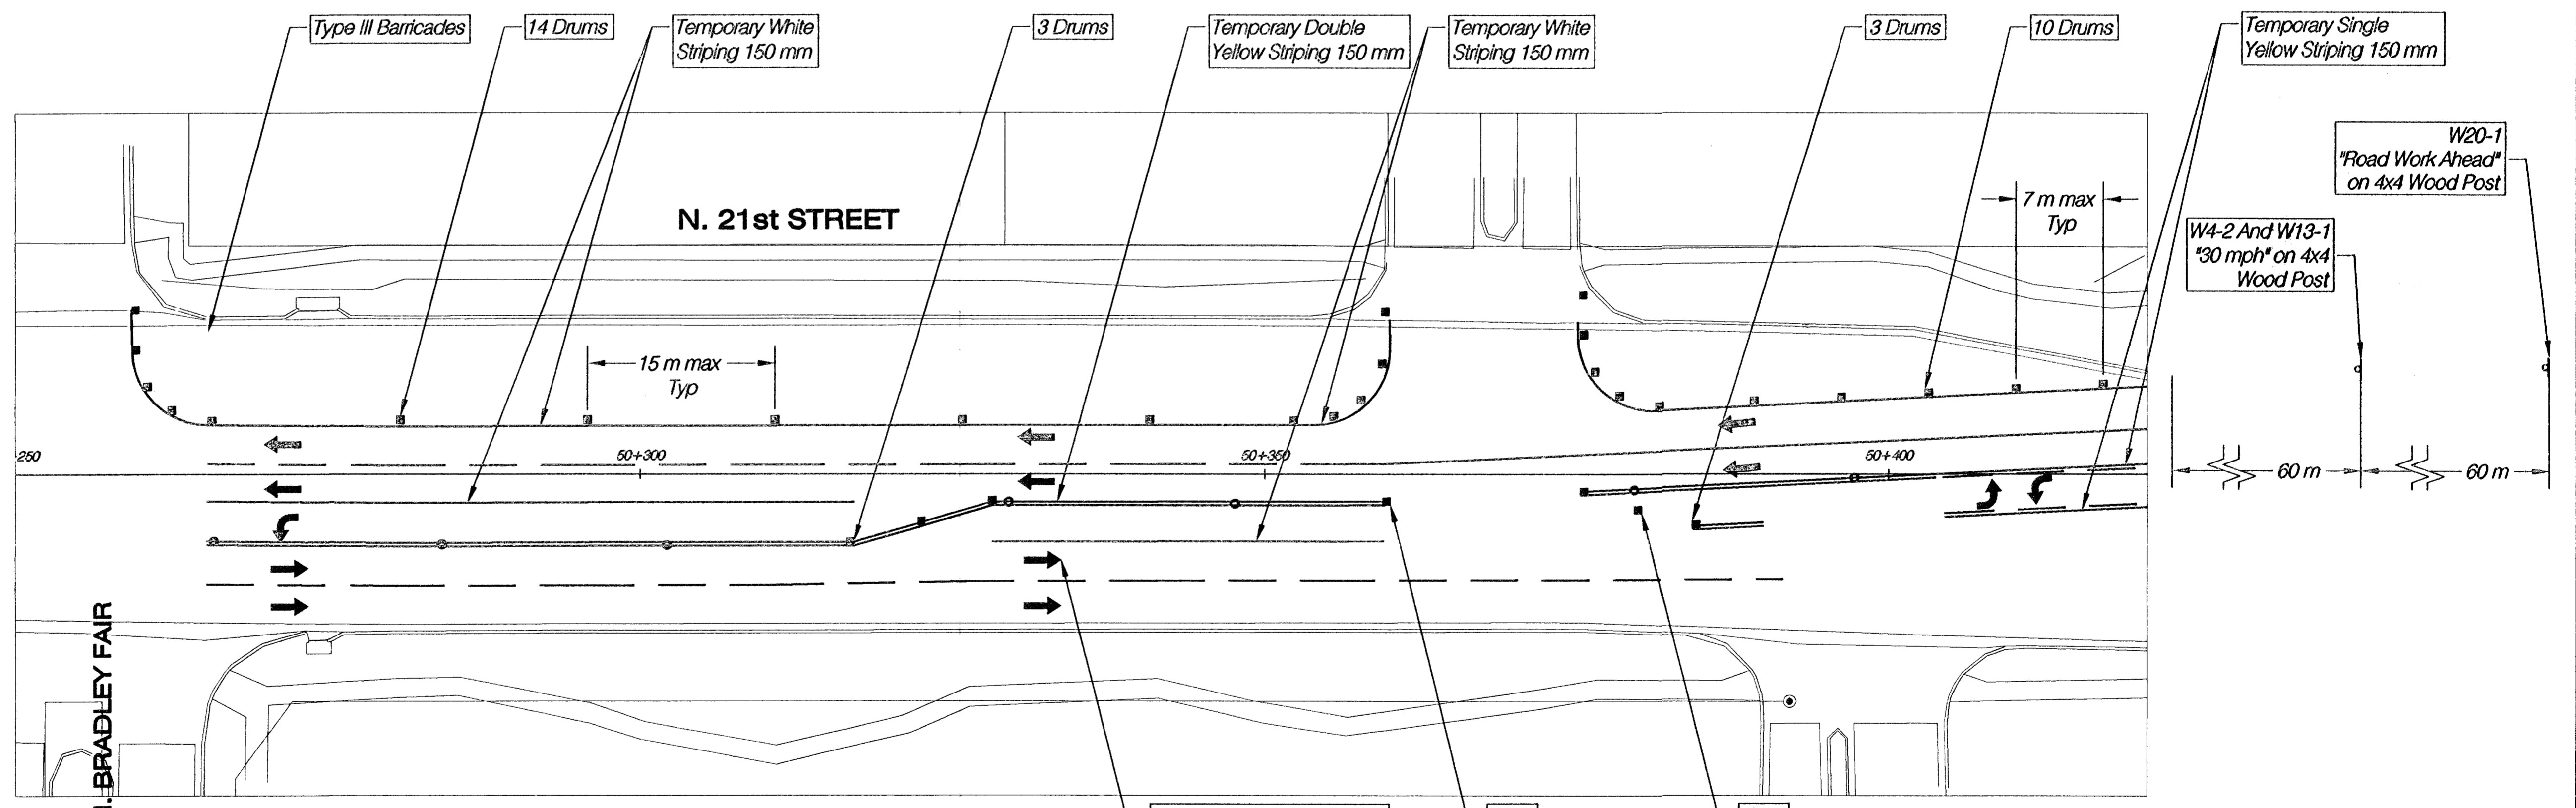 Type III Barricades
14 Drums
Temporary White
Striping 150 mm
3 Drums
Temporary Double
Yellow Striping 150 mm
Temporary White
Striping 150 mm
3 Drums
10 Drums
Temporary Single
Yellow Striping 150 mm
W20-1
"Road Work Ahead"
on 4x4 Wood Post
7 m max
Typ
N. 21st STREET
W4-2 And W13-1
"30 mph" on 4x4
Wood Post
15 m max
Typ
250
50+300
50+350
50+400
60 m
60 m
BRADLEY FAIR